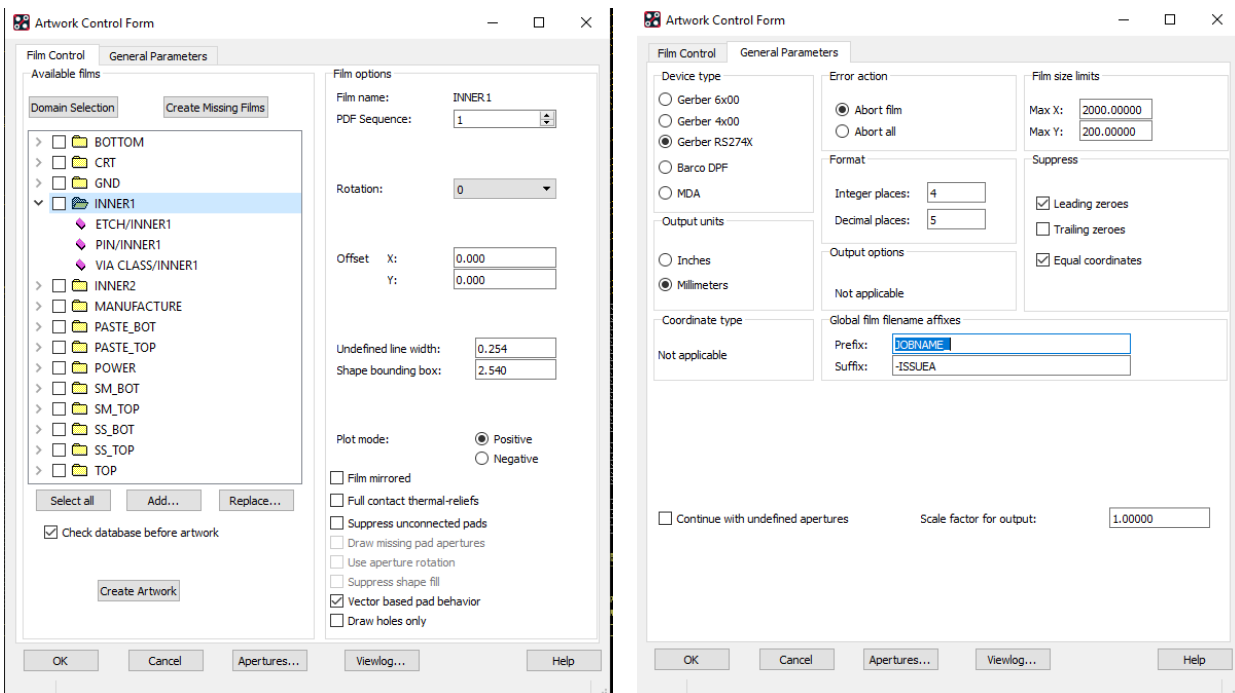 Artwork Control Form
Film Control General Parameters
Available films
Domain Selection Create Missing Films
BOTTOM
CRT
GND
INNER1
ETCH/INNER1
PIN/INNER1
VIA CLASS/INNER1
INNER2
MANUFACTURE
PASTE_BOT
PASTE_TOP
POWER
SM_BOT
SM_TOP
SS_BOT
SS_TOP
TOP
Select all Add... Replace...
Check database before artwork
Create Artwork
Film options
Film name: INNER1
PDF Sequence: 1
Rotation: 0
Offset X: 0.000
Y: 0.000
Undefined line width: 0.254
Shape bounding box: 2.540
Plot mode: Positive
Negative
Film mirrored
Full contact thermal-reliefs
Suppress unconnected pads
Draw missing pad apertures
Use aperture rotation
Suppress shape fill
Vector based pad behavior
Draw holes only
OK Cancel Apertures... Viewlog... Help
Artwork Control Form
Film Control General Parameters
Device type
Gerber 6x00
Gerber 4x00
Gerber RS274X
Barco DPF
MDA
Error action
Abort film
Abort all
Film size limits
Max X: 2000.00000
Max Y: 200.00000
Format
Integer places: 4
Decimal places: 5
Suppress
Leading zeroes
Trailing zeroes
Equal coordinates
Output units
Inches
Millimeters
Output options
Not applicable
Coordinate type
Not applicable
Global film filename affixes
Prefix: JOBNAME_
Suffix: -ISSUEA
Continue with undefined apertures Scale factor for output: 1.00000
OK Cancel Apertures... Viewlog... Help